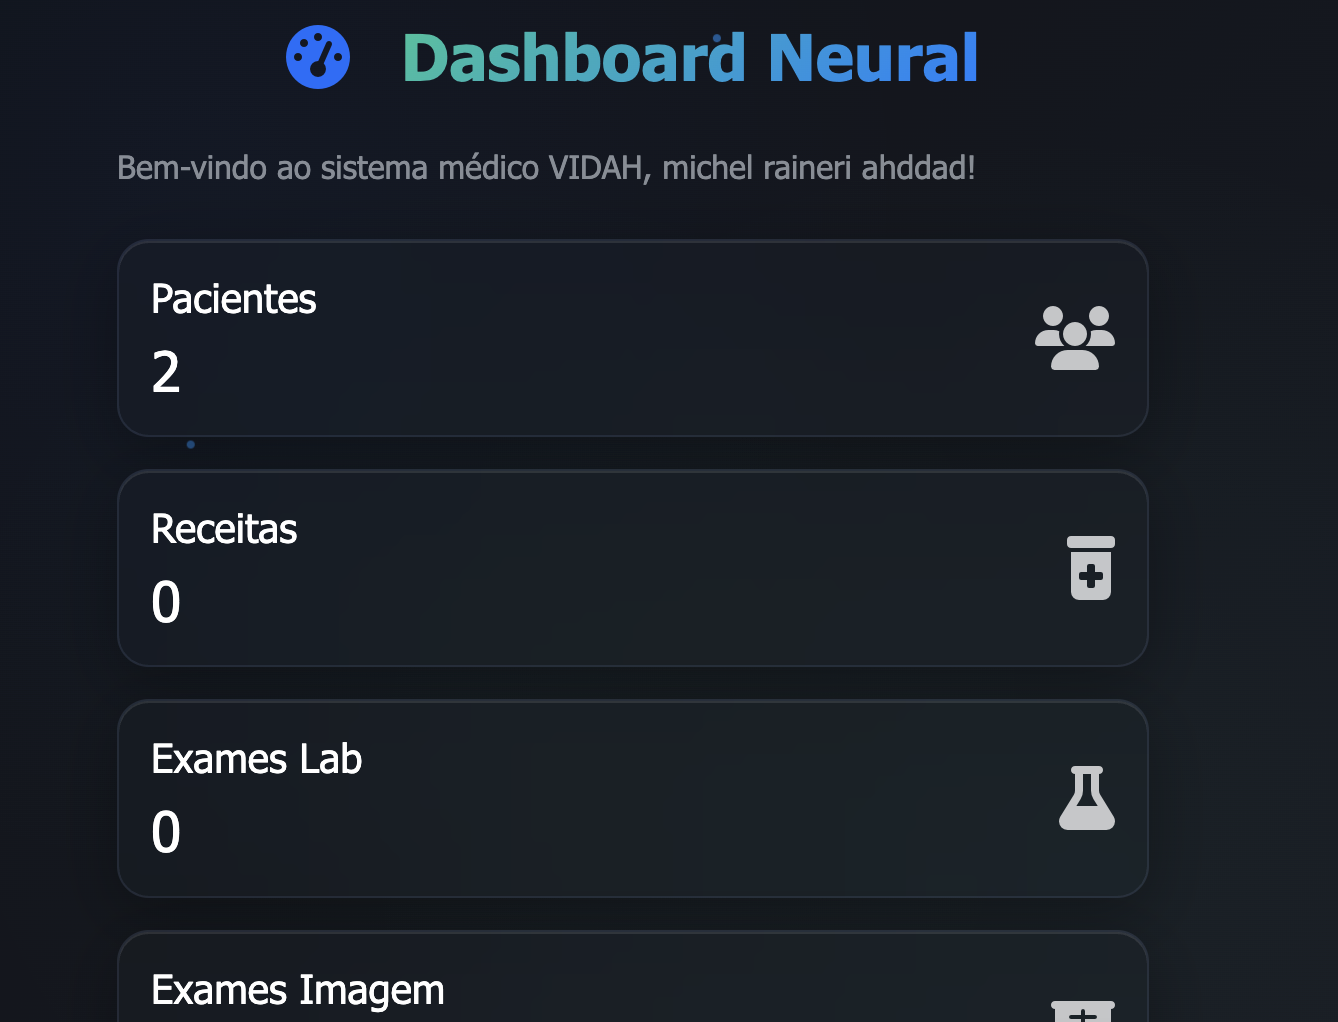 Dashboard Neural
Bem-vindo ao sistema médico VIDAH, michel raineri ahddad!
Pacientes
2
Receitas
0
Exames Lab
0
Exames Imagem